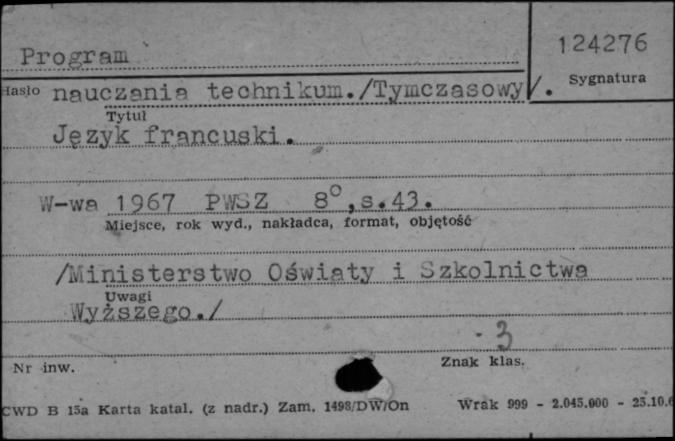 Program
124276
Hasło
Sygnatura
nauczania technikum./Tymczasowy/.
Tytuł
Język francuski.
W-wa 1967 PWSZ 8°,s.43.
Miejsce, rok wyd., nakładca, format, objętość
/Ministerstwo Oświaty i Szkolnictwa
Uwagi
Wyższego./
3
Nr inw.
Znak klas.
CWD B 15a Karta katal. (z nadr.) Zam. 1498/DW/On Wrak 999 - 2.045.000 - 25.10.